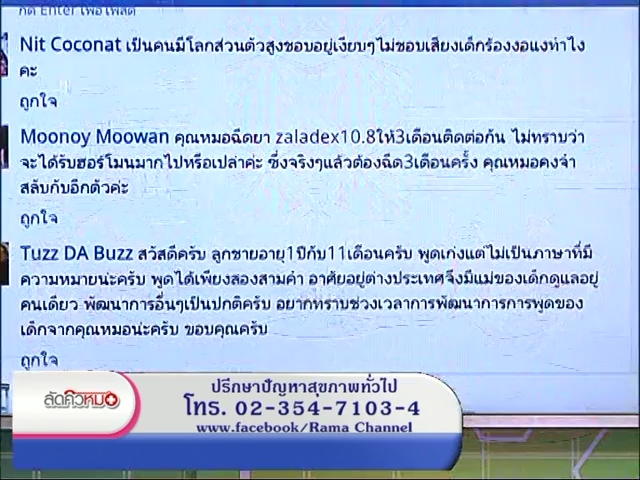 กด Enter เพื่อโพสต์
Nit Coconat เป็นคนมีโลกส่วนตัวสูงชอบอยู่เงียบๆไม่ชอบเสียงเด็กร้องงอแงทำไง
คะ
ถูกใจ
Moonoy Moowan คุณหมอฉีดยา zaladex10.8ให้3เดือนติดต่อกัน ไม่ทราบว่า
จะได้รับฮอร์โมนมากไปหรือเปล่าค่ะ ซึ่งจริงๆแล้วต้องฉีด3เดือนครั้ง คุณหมอคงจำ
สลับกับอีกตัวค่ะ
ถูกใจ
Tuzz DA Buzz สวัสดีครับ ลูกชายอายุ1ปีกับ11เดือนครับ พูดเก่งแต่ไม่เป็นภาษาที่มี
ความหมายนะครับ พูดได้เพียงสองสามคำ อาศัยอยู่ต่างประเทศจึงมีแม่ของเด็กดูแลอยู่
คนเดียว พัฒนาการอื่นๆเป็นปกติครับ อยากทราบช่วงเวลาการพัฒนาการการพูดของ
เด็กจากคุณหมอนะครับ ขอบคุณครับ
ถูกใจ
ลัดคิวหมอ
ปรึกษาปัญหาสุขภาพทั่วไป
โทร. 02-354-7103-4
www.facebook/Rama Channel